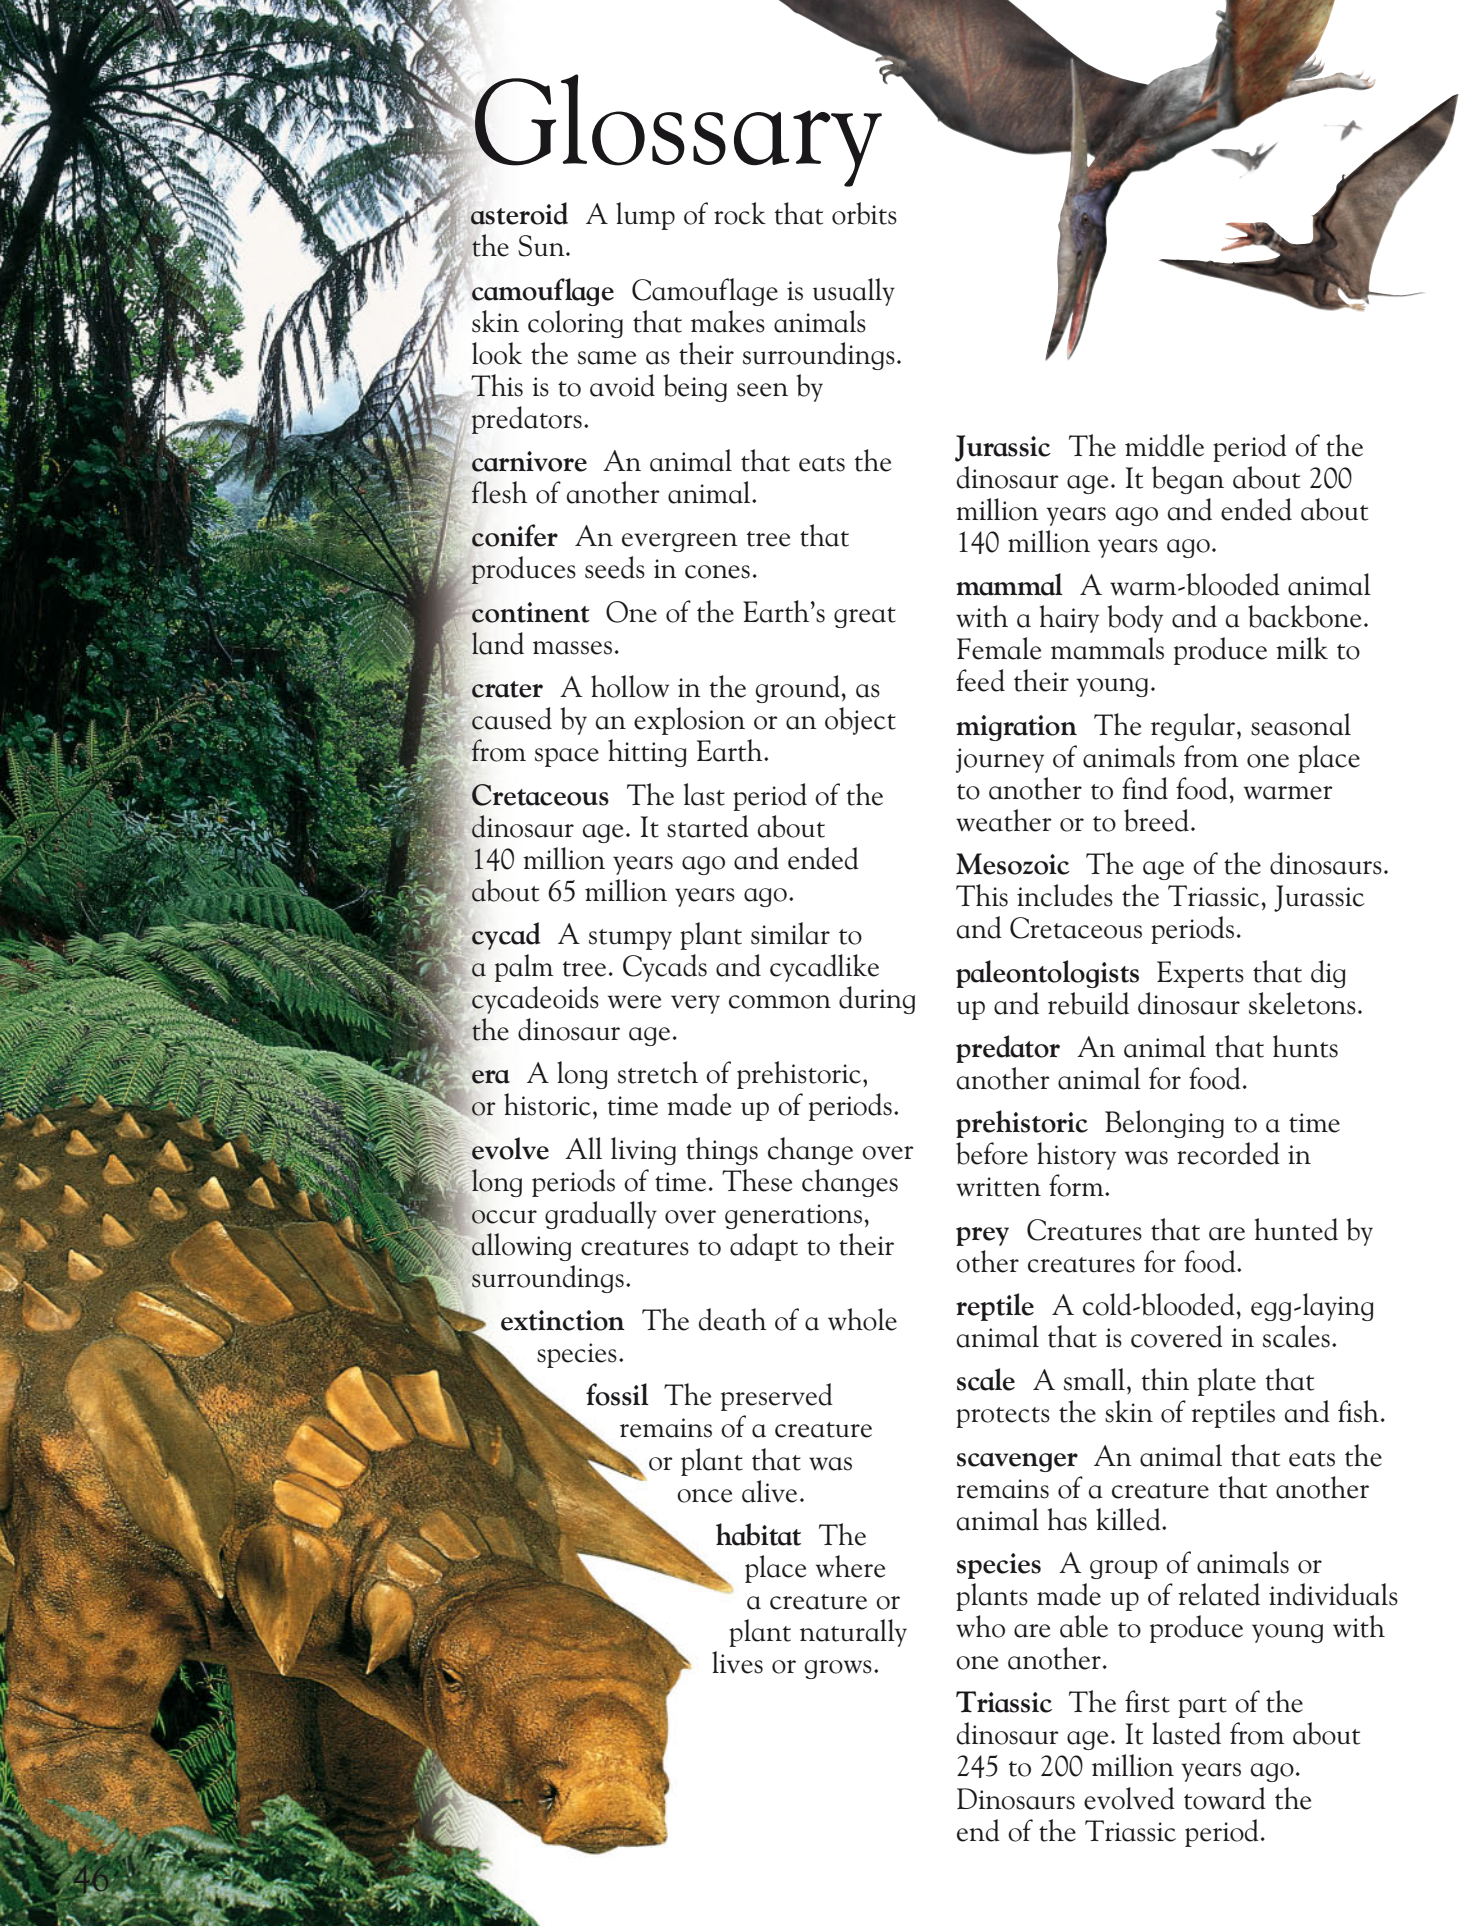 Glossary
asteroid A lump of rock that orbits
the Sun.
camouflage Camouflage is usually
skin coloring that makes animals
look the same as their surroundings.
This is to avoid being seen by
predators.
carnivore An animal that eats the
flesh of another animal.
conifer An evergreen tree that
produces seeds in cones.
continent One of the Earth's great
land masses.
crater A hollow in the ground, as
caused by an explosion or an object
from space hitting Earth.
Cretaceous The last period of the
dinosaur age. It started about
140 million years ago and ended
about 65 million years ago.
cycad A stumpy plant similar to
a palm tree. Cycads and cycadlike
cycadeoids were very common during
the dinosaur age.
era A long stretch of prehistoric,
or historic, time made up of periods.
evolve All living things change over
long periods of time. These changes
occur gradually over generations,
allowing creatures to adapt to their
surroundings.
extinction The death of a whole
species.
fossil The preserved
remains of a creature
or plant that was
once alive.
habitat The
place where
a creature or
plant naturally
lives or grows.
Jurassic The middle period of the
dinosaur age. It began about 200
million years ago and ended about
140 million years ago.
mammal A warm-blooded animal
with a hairy body and a backbone.
Female mammals produce milk to
feed their young.
migration The regular, seasonal
journey of animals from one place
to another to find food, warmer
weather or to breed.
Mesozoic The age of the dinosaurs.
This includes the Triassic, Jurassic
and Cretaceous periods.
paleontologists Experts that dig
up and rebuild dinosaur skeletons.
predator An animal that hunts
another animal for food.
prehistoric Belonging to a time
before history was recorded in
written form.
prey Creatures that are hunted by
other creatures for food.
reptile A cold-blooded, egg-laying
animal that is covered in scales.
scale A small, thin plate that
protects the skin of reptiles and fish.
scavenger An animal that eats the
remains of a creature that another
animal has killed.
species A group of animals or
plants made up of related individuals
who are able to produce young with
one another.
Triassic The first part of the
dinosaur age. It lasted from about
245 to 200 million years ago.
Dinosaurs evolved toward the
end of the Triassic period.
46